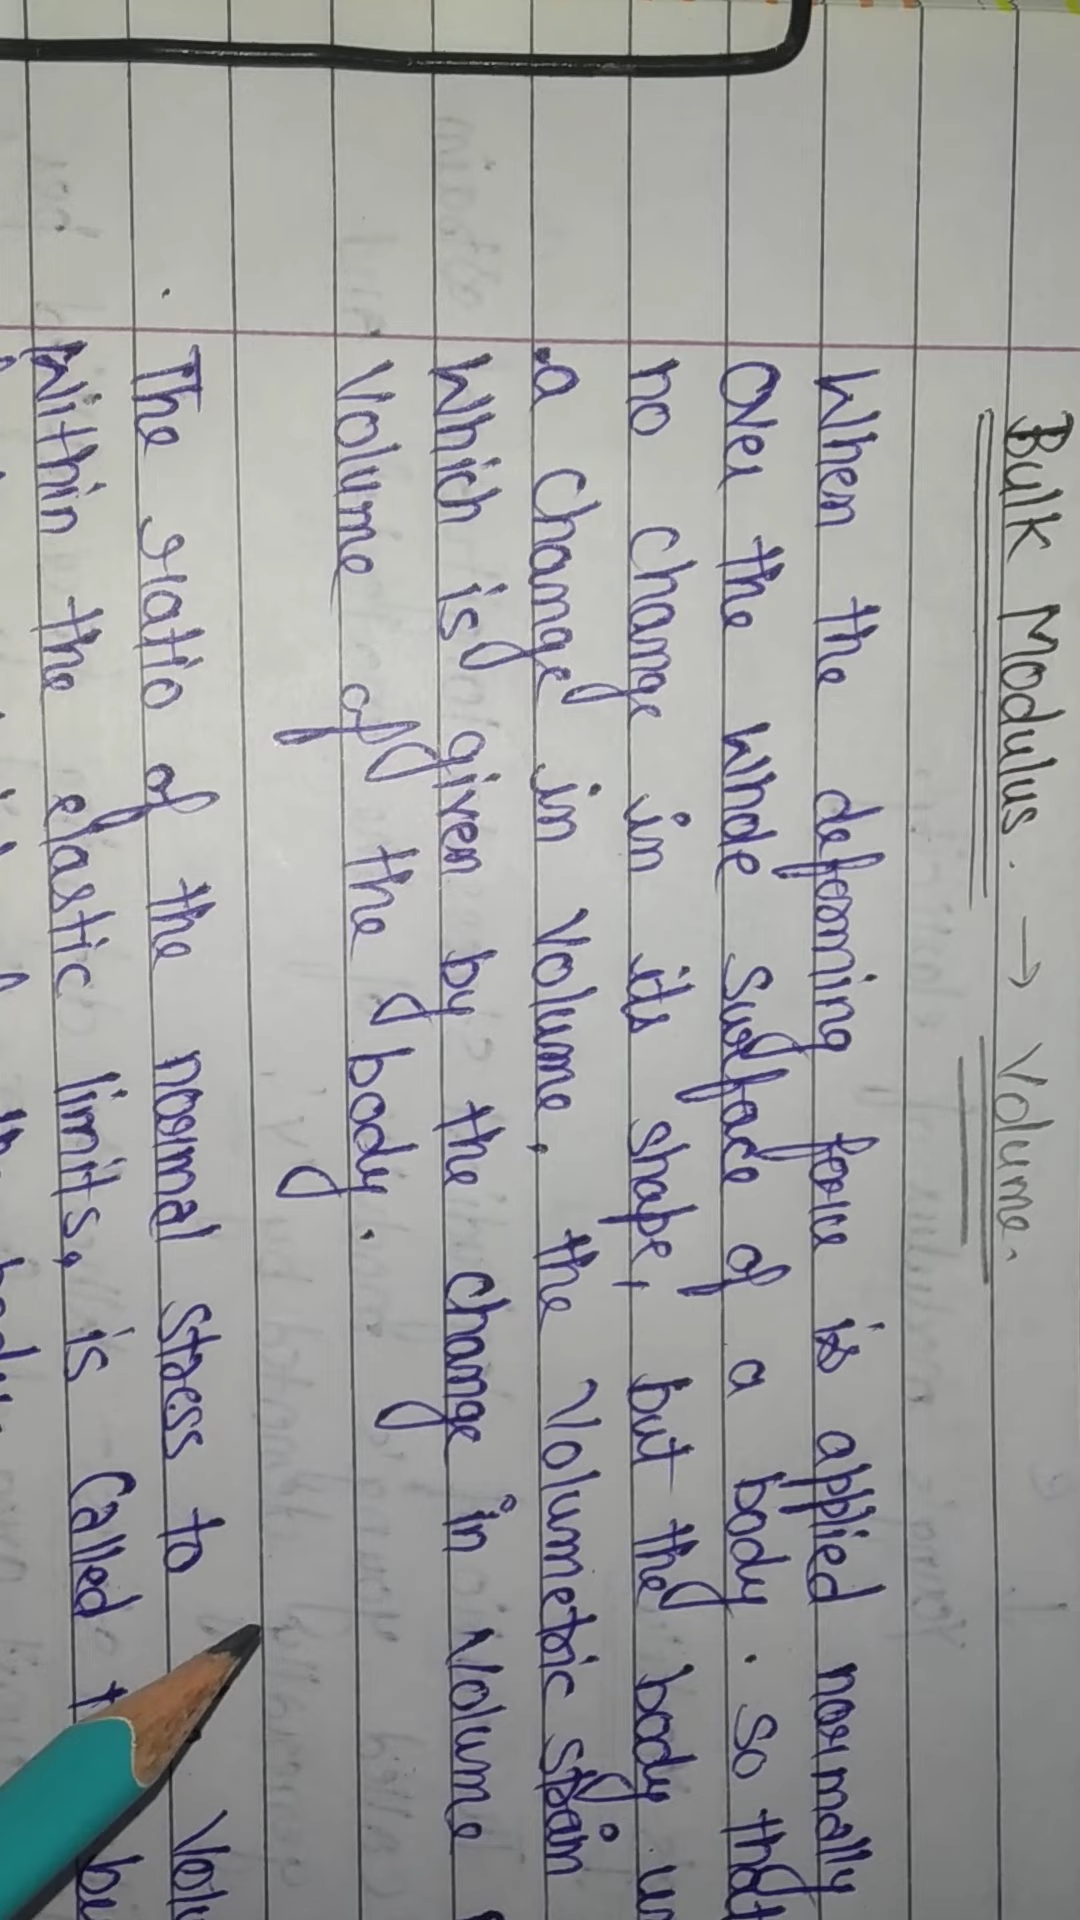 Bulk Modulus. → Volume.
When the deforming force is applied normally
Over the whole Surface of a body. so that
no change in its shape, but the body
a change in Volume, the Volumetric strain
Which is given by the change in Volume
Volume of the body.
The ratio of the normal stress to
Within the elastic limits, is Called